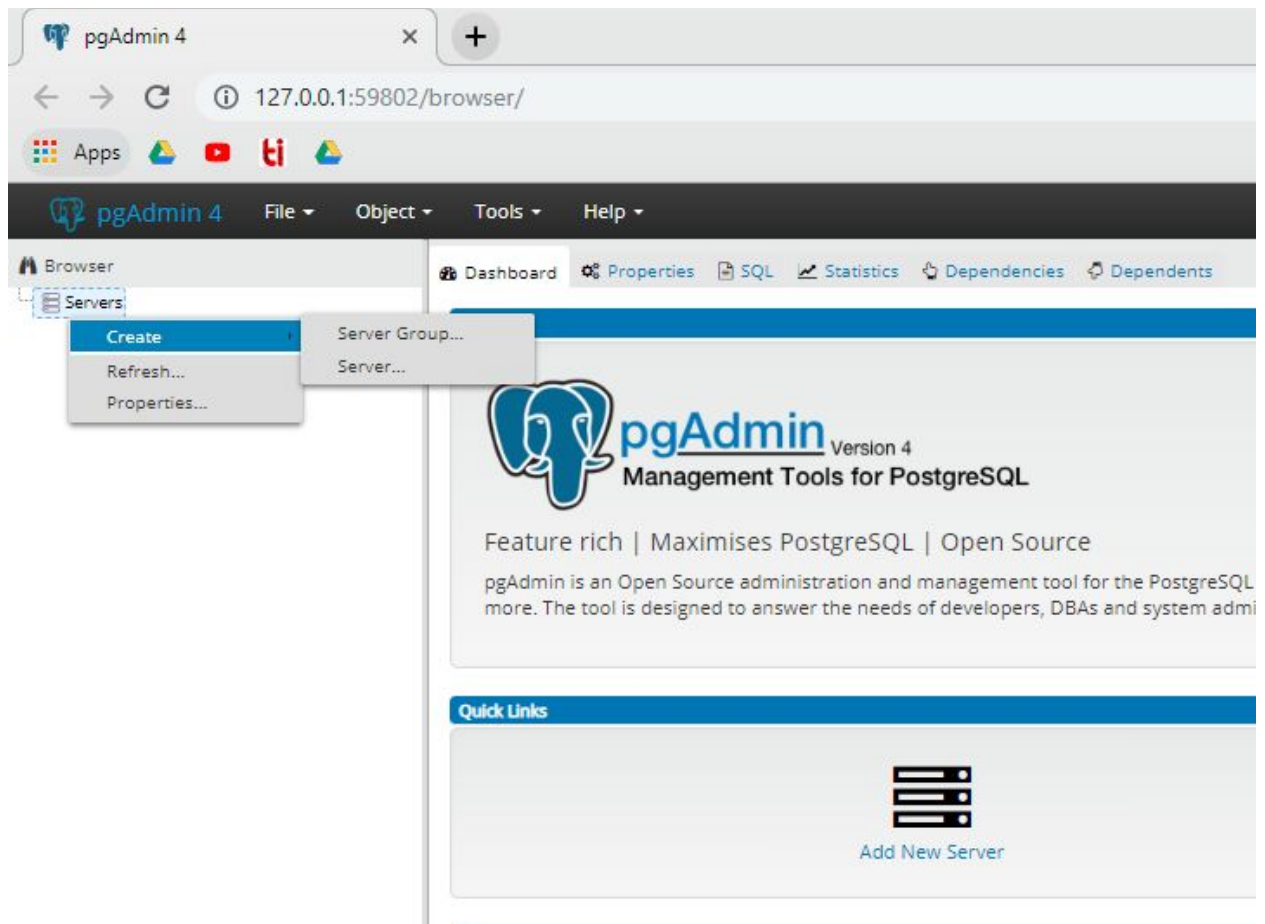 pgAdmin 4
127.0.0.1:59802/browser/
Apps
ti
pgAdmin 4 File Object Tools Help
Browser
Dashboard Properties SQL Statistics Dependencies Dependents
Servers
Create
Refresh...
Properties...
Server Group...
Server...
pgAdmin Version 4
Management Tools for PostgreSQL
Feature rich | Maximises PostgreSQL | Open Source
pgAdmin is an Open Source administration and management tool for the PostgreSQL
more. The tool is designed to answer the needs of developers, DBAs and system admi
Quick Links
Add New Server